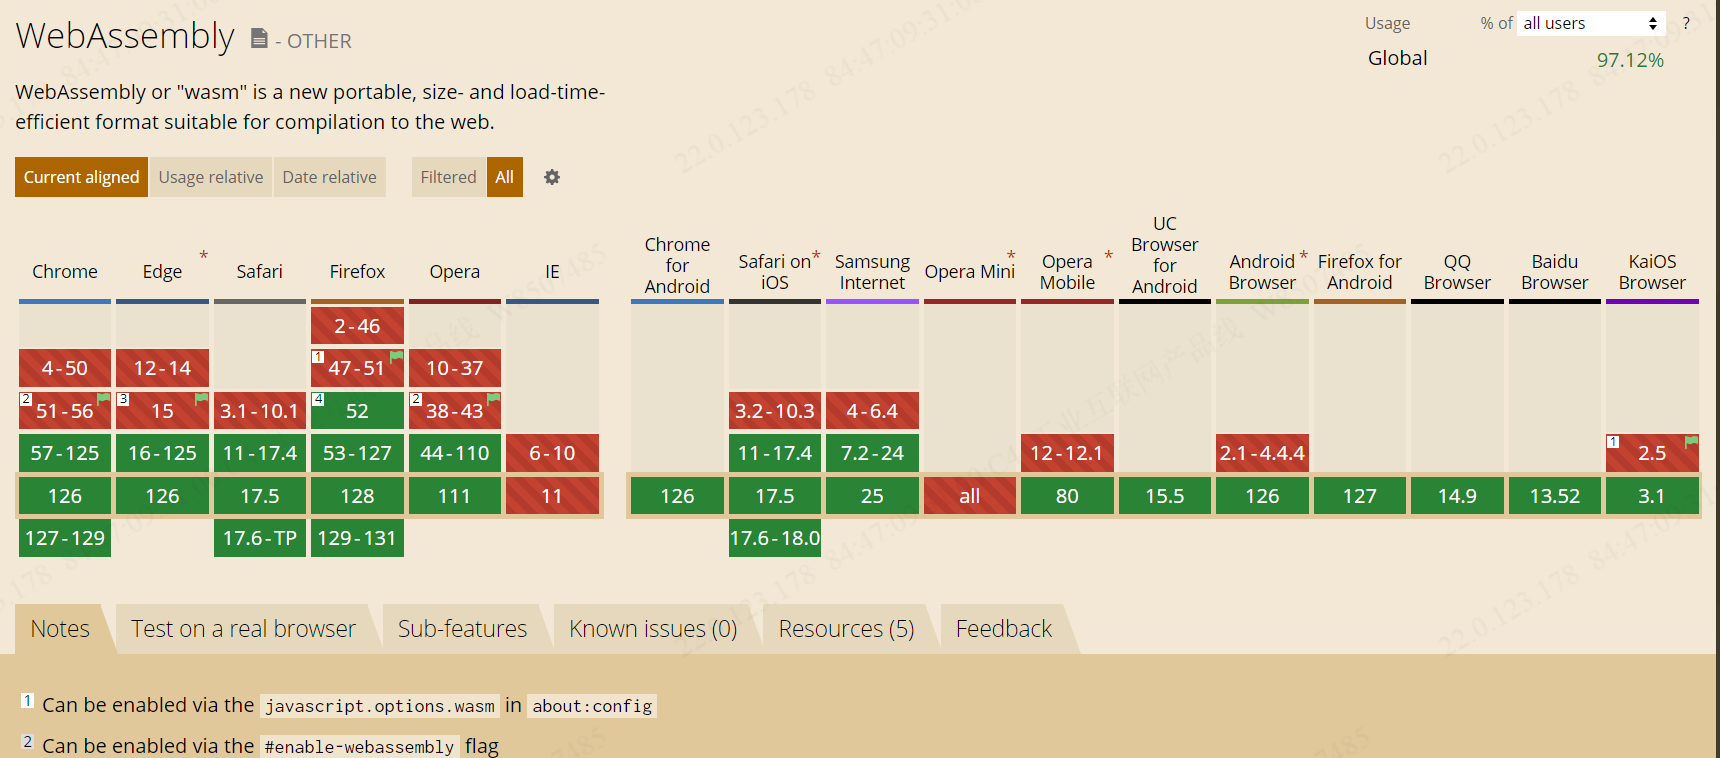 WebAssembly - OTHER
Usage % of all users ?
Global 97.12%
WebAssembly or "wasm" is a new portable, size- and load-time-
efficient format suitable for compilation to the web.
Current aligned Usage relative Date relative Filtered All
Chrome Edge * Safari Firefox Opera IE
Chrome for Android
Safari on iOS *
Samsung Internet
Opera Mini *
Opera Mobile *
UC Browser for Android
Android Browser *
Firefox for Android
QQ Browser
Baidu Browser
KaiOS Browser
2-46
4-50 12-14 1 47-51 10-37
2 51-56 3 15 3.1-10.1 4 52 2 38-43 3.2-10.3 4-6.4
57-125 16-125 11-17.4 53-127 44-110 6-10 11-17.4 7.2-24 12-12.1 2.1-4.4.4 1 2.5
126 126 17.5 128 111 11 126 17.5 25 all 80 15.5 126 127 14.9 13.52 3.1
127-129 17.6-TP 129-131 17.6-18.0
Notes Test on a real browser Sub-features Known issues (0) Resources (5) Feedback
1 Can be enabled via the javascript.options.wasm in about:config
2 Can be enabled via the #enable-webassembly flag